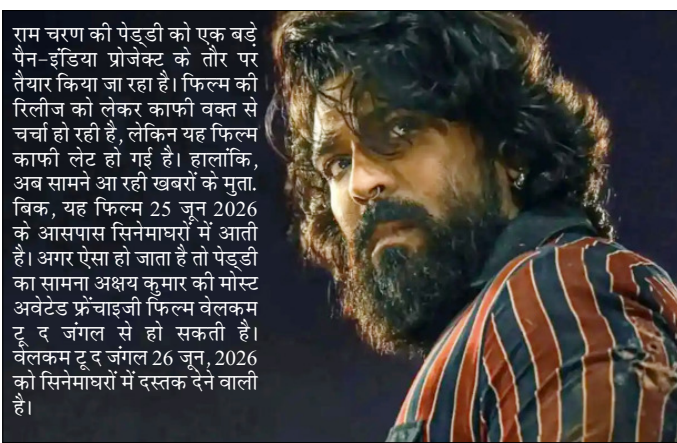 राम चरण की पेड्डी को एक बड़े
पैन-इंडिया प्रोजेक्ट के तौर पर
तैयार किया जा रहा है। फिल्म की
रिलीज को लेकर काफी वक्त से
चर्चा हो रही है, लेकिन यह फिल्म
काफी लेट हो गई है। हालांकि,
अब सामने आ रही खबरों के मुता.
बिक, यह फिल्म 25 जून 2026
के आसपास सिनेमाघरों में आती
है। अगर ऐसा हो जाता है तो पेड्डी
का सामना अक्षय कुमार की मोस्ट
अवेटेड फ्रेंचाइजी फिल्म वेलकम
टू द जंगल से हो सकती है।
वेलकम टू द जंगल 26 जून, 2026
को सिनेमाघरों में दस्तक देने वाली
है।